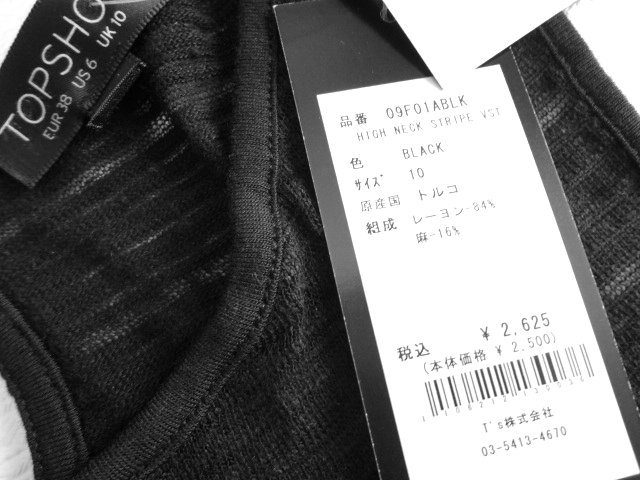 TOPSHO
EUR 38 US 6 UK 10
品番 09F01ABLK
HIGH NECK STRIPE VST
色 BLACK
サイズ 10
原産国 トルコ
組成 レーヨン-84%
麻-16%
税込 ¥ 2,625
(本体価格 ¥ 2,500)
T's株式会社
03-5413-4670